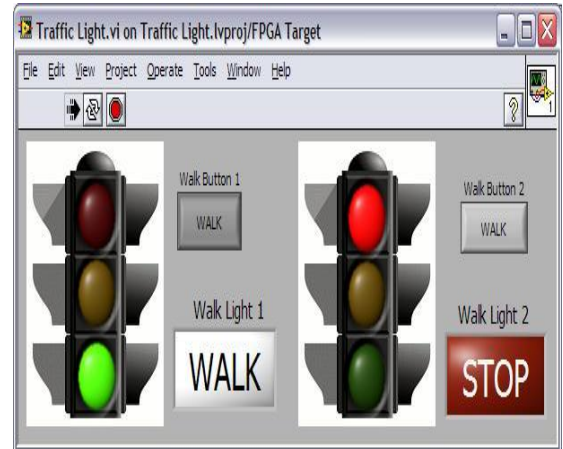 Traffic Light.vi on Traffic Light.lvproj/FPGA Target
File Edit View Project Operate Tools Window Help
?
1
Walk Button 1
WALK
Walk Button 2
WALK
Walk Light 1
WALK
Walk Light 2
STOP